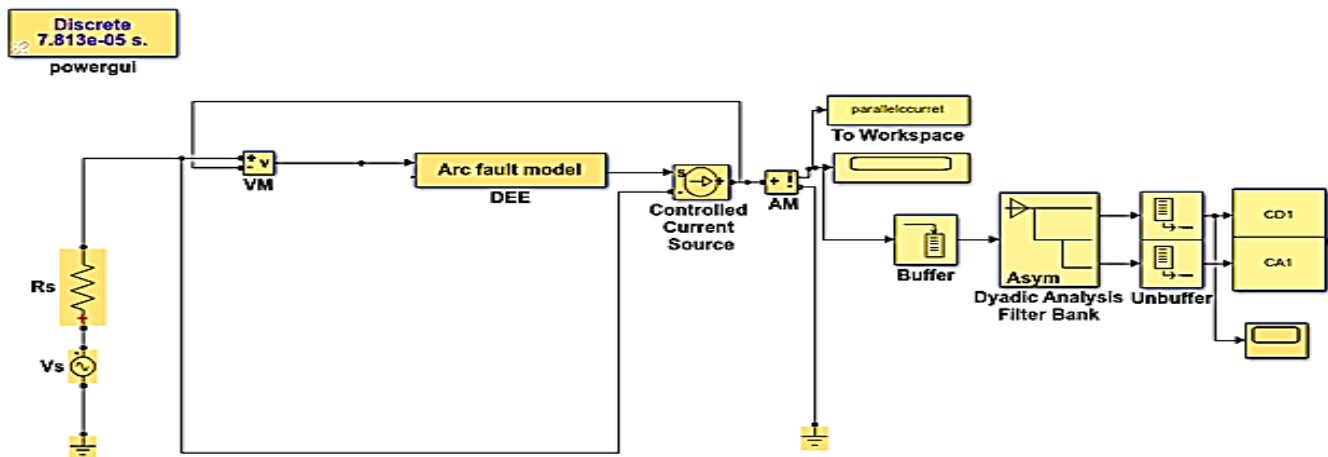 Discrete
7.813e-05 s.
powergui
parallelccurret
To Workspace
+
-
v
VM
Arc fault model
DEE
s
-
+
Controlled
Current
Source
+
AM
Rs
+
Vs
Buffer
Asym
Dyadic Analysis
Filter Bank
Unbuffer
CD1
CA1